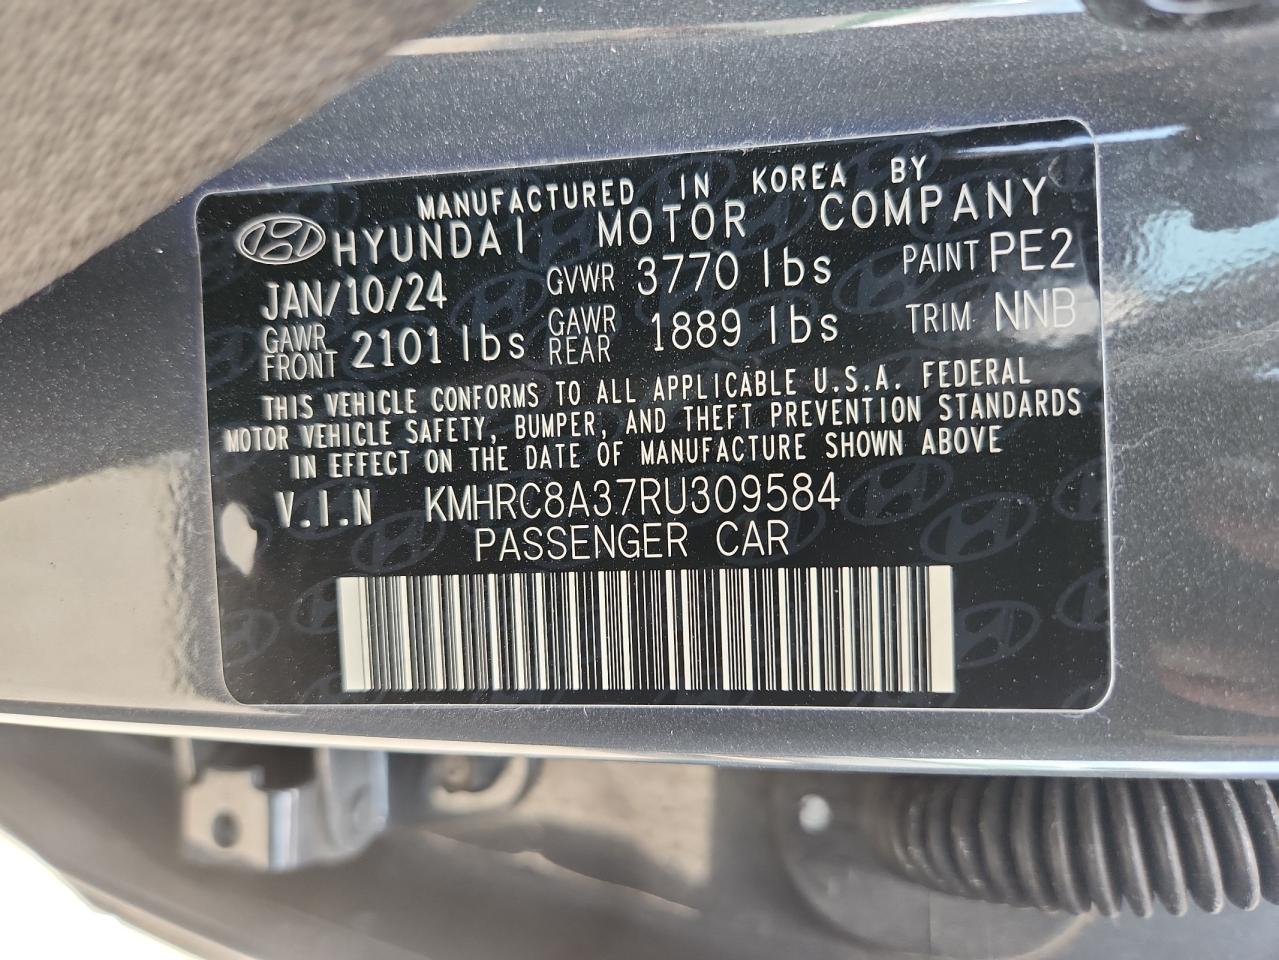 MANUFACTURED IN KOREA BY
HYUNDAI MOTOR COMPANY
JAN/10/24 GVWR 3770 lbs PAINT PE2
GAWR FRONT 2101 lbs GAWR REAR 1889 lbs TRIM NNB
THIS VEHICLE CONFORMS TO ALL APPLICABLE U.S.A. FEDERAL
MOTOR VEHICLE SAFETY, BUMPER, AND THEFT PREVENTION STANDARDS
IN EFFECT ON THE DATE OF MANUFACTURE SHOWN ABOVE
V.I.N KMHRC8A37RU309584
PASSENGER CAR